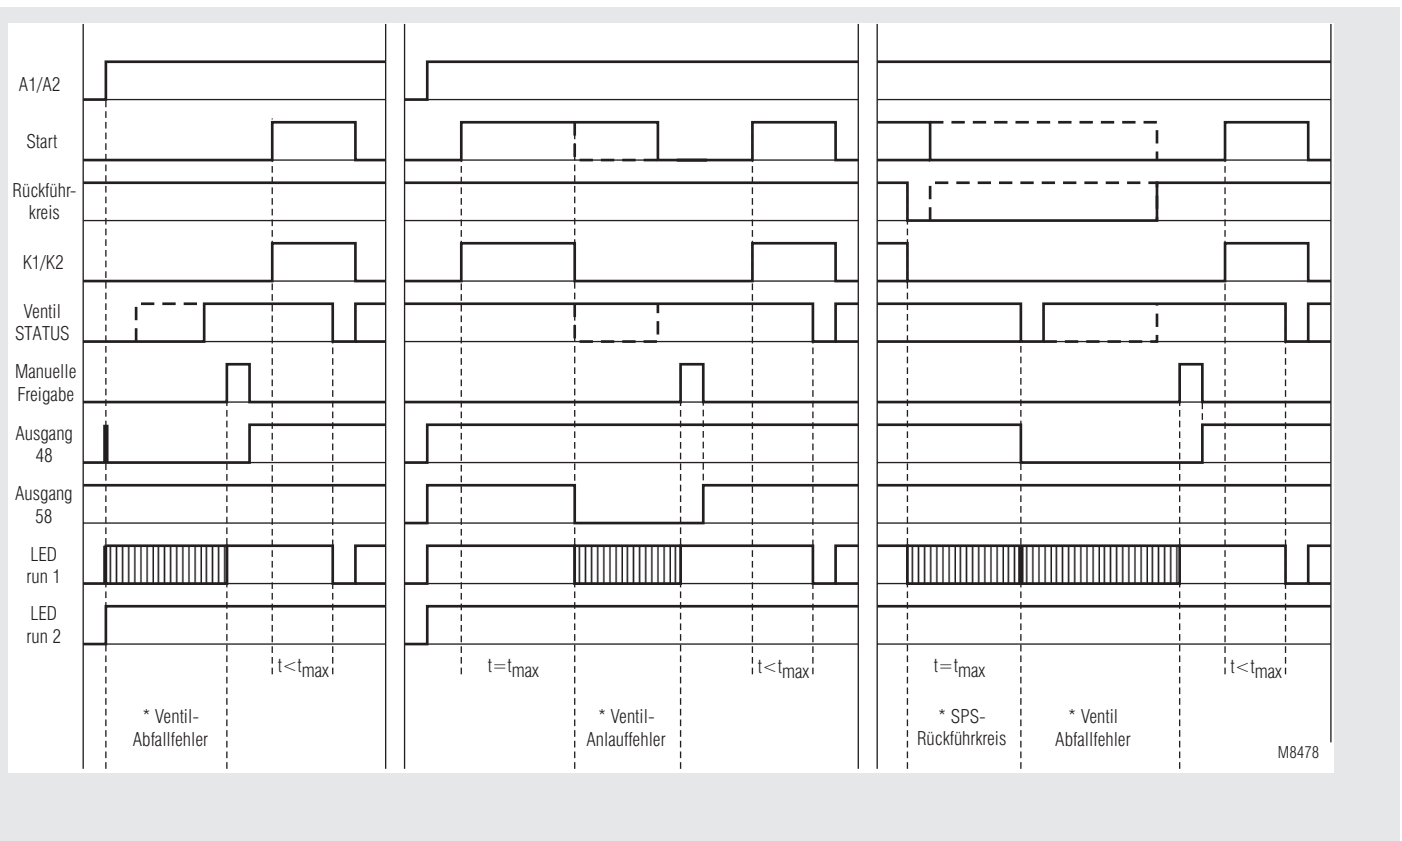 A1/A2
Start
Rückführ-
kreis
K1/K2
Ventil
STATUS
Manuelle
Freigabe
Ausgang
48
Ausgang
58
LED
run 1
LED
run 2
t<tmax
t=tmax
t<tmax
t=tmax
t<tmax
* Ventil-
Abfallfehler
* Ventil-
Anlauffehler
* SPS-
Rückführkreis
* Ventil
Abfallfehler
M8478